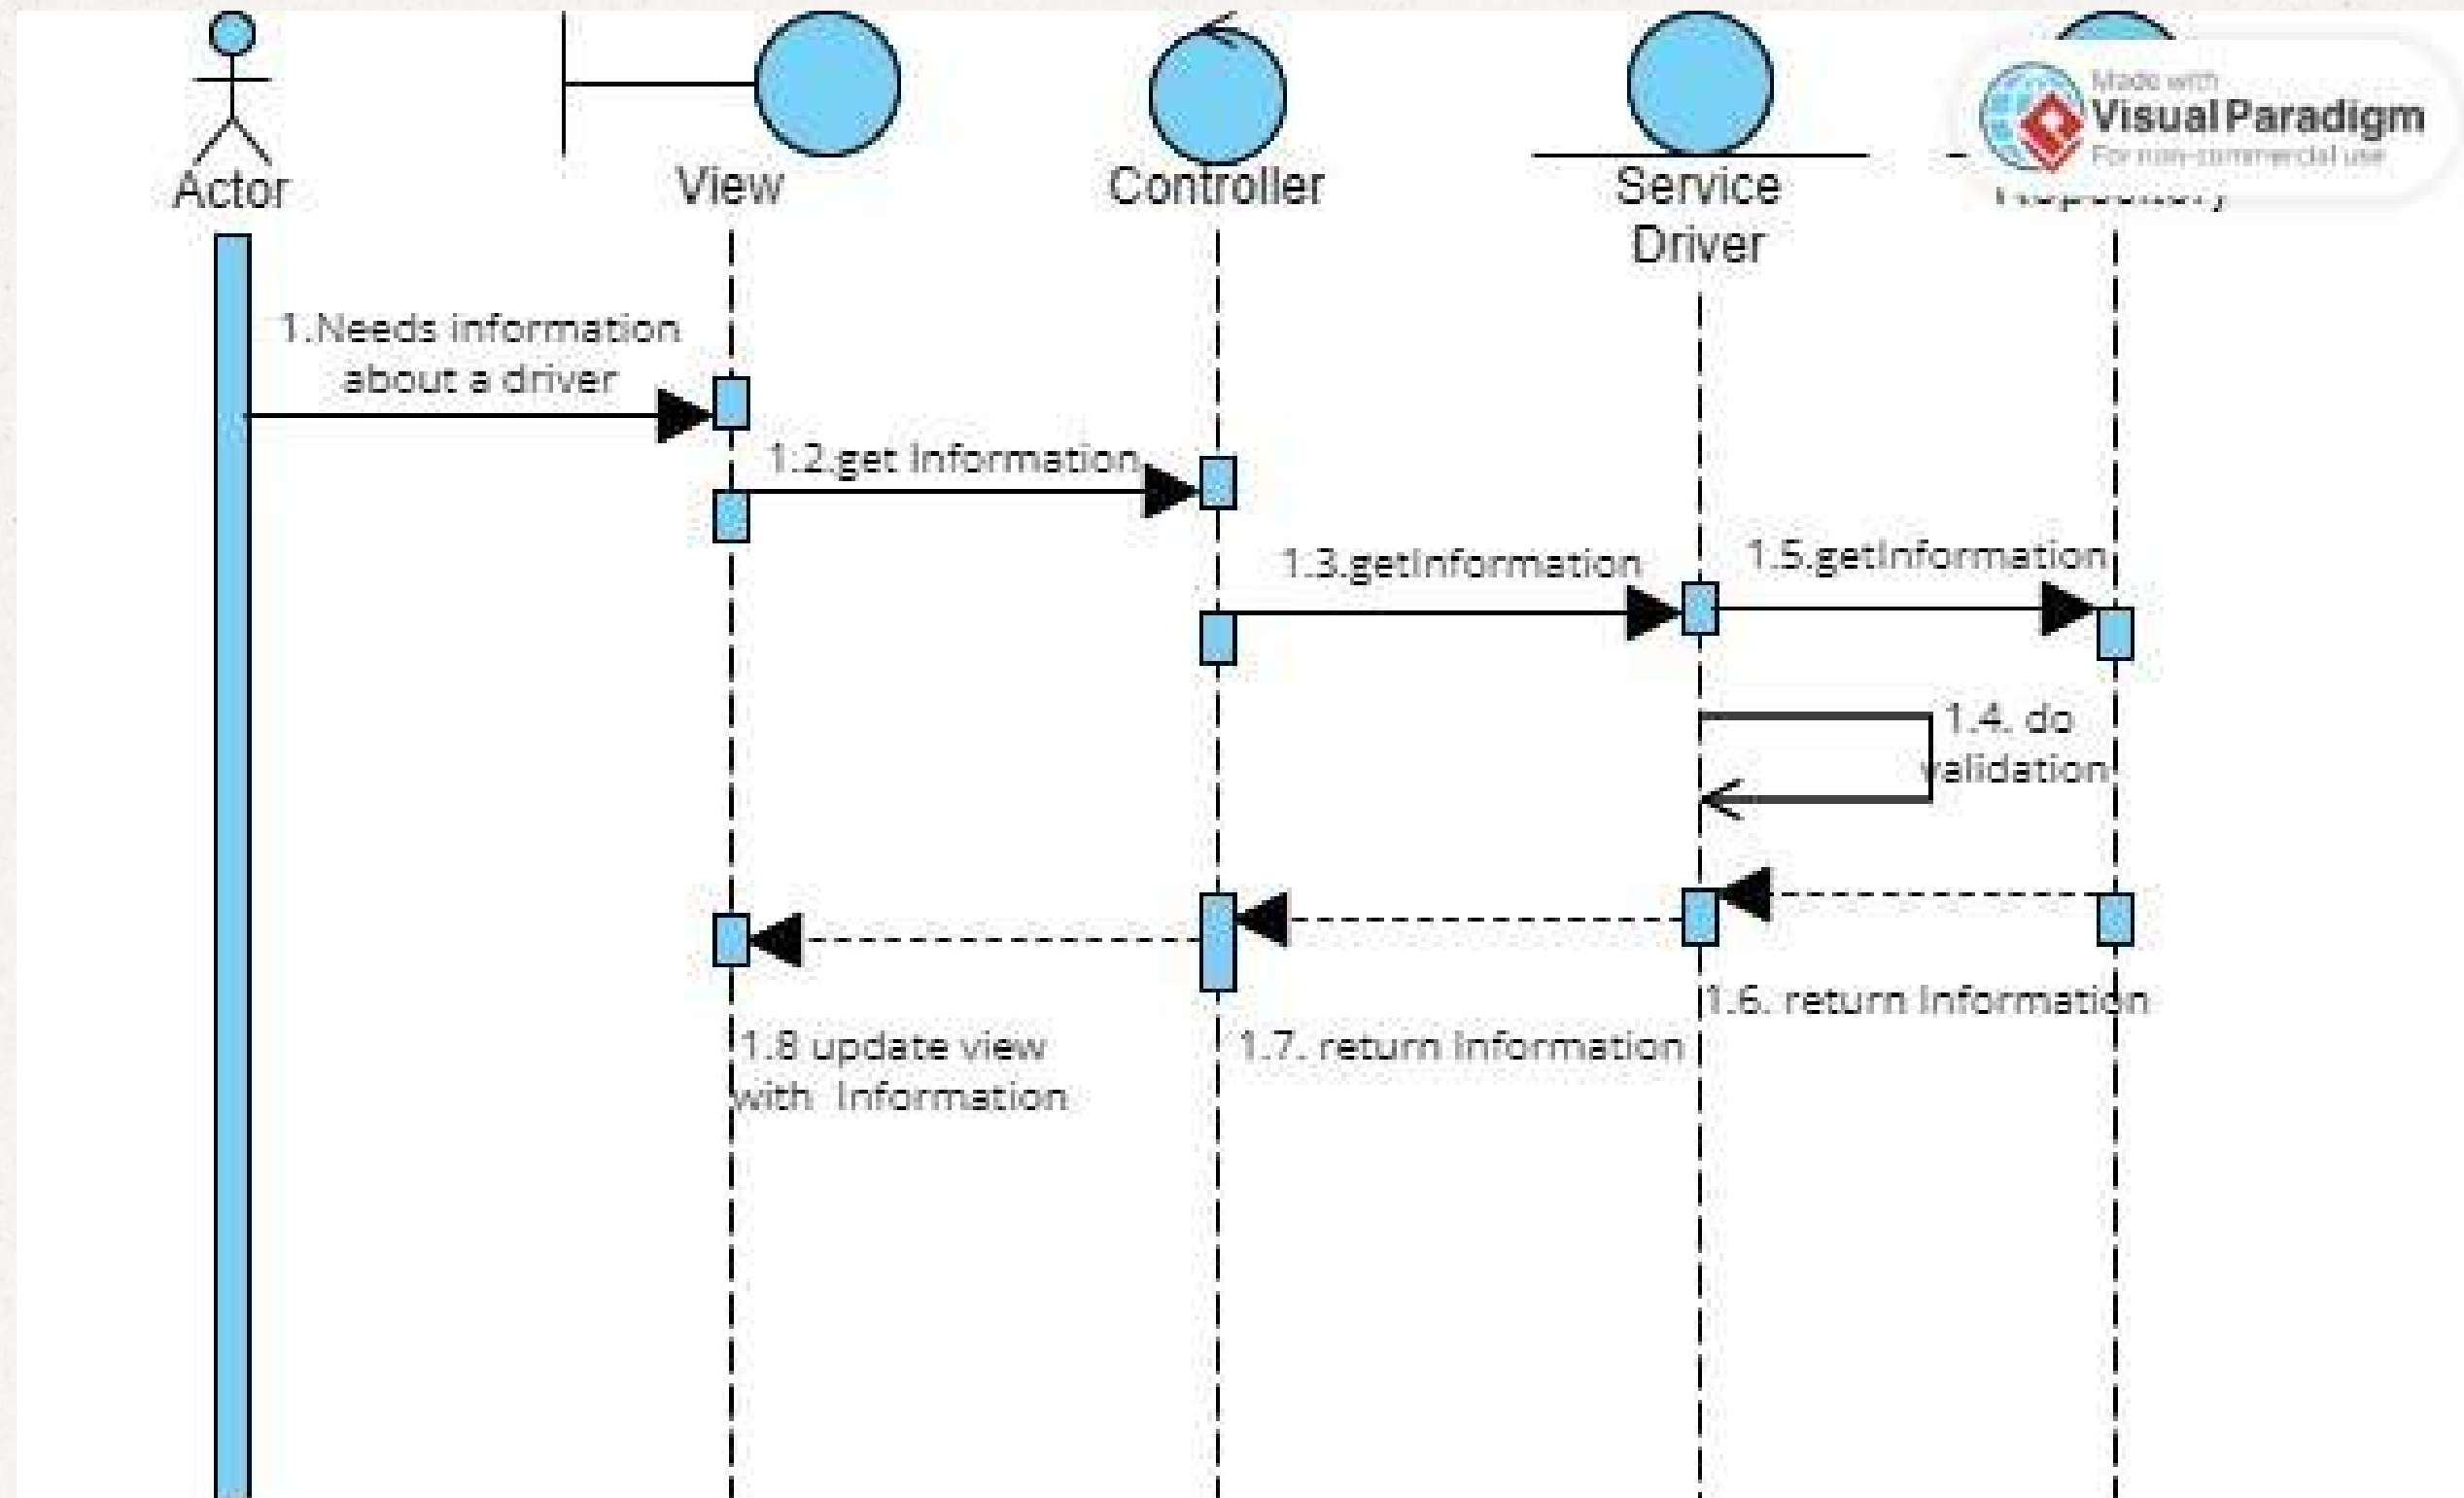 Actor
View
Controller
Service
Driver
Made with
Visual Paradigm
For non-commercial use
1.Needs information
about a driver
1.2.get Information
1.3.getInformation
1.5.getInformation
1.4. do
validation
1.6. return Information
1.7. return Information
1.8 update view
with Information